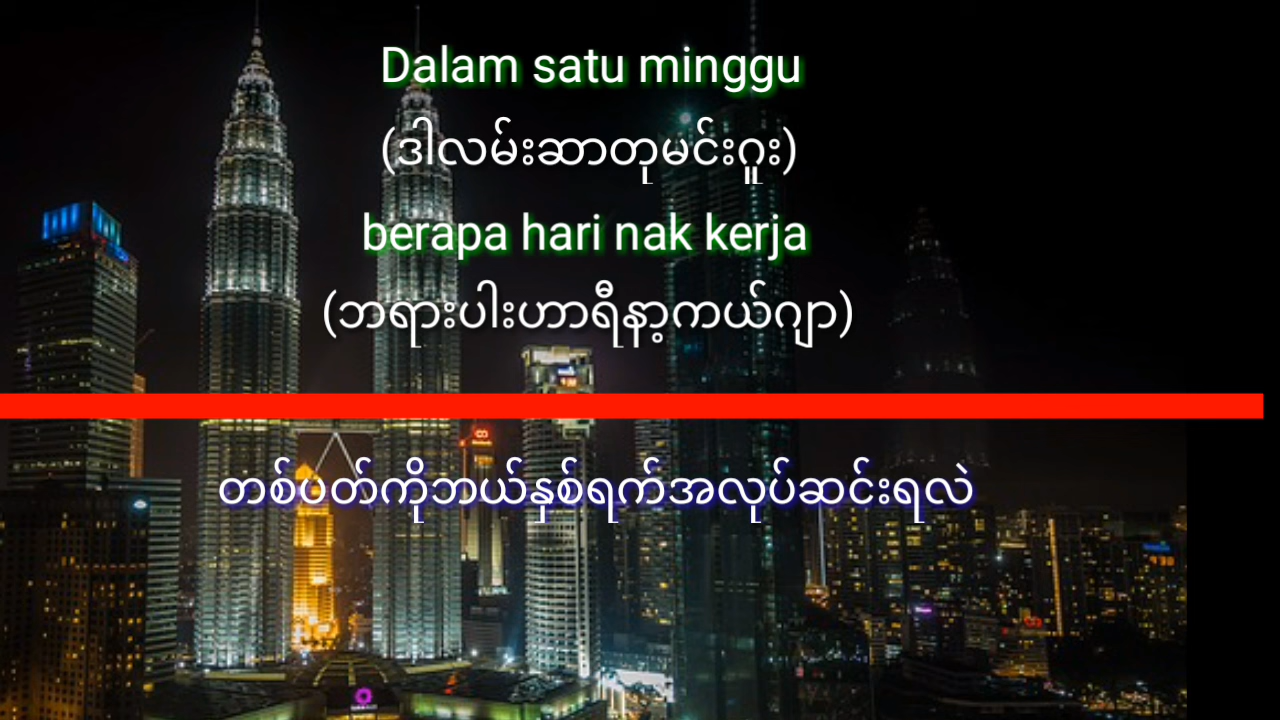 Dalam satu minggu
(ဒါလမ်းဆာတုမင်းဂူး)
berapa hari nak kerja
(ဘရားပါးဟာရီနာ့ကယ်ဂျာ)
တစ်ပတ်ကိုဘယ်နှစ်ရက်အလုပ်ဆင်းရလဲ